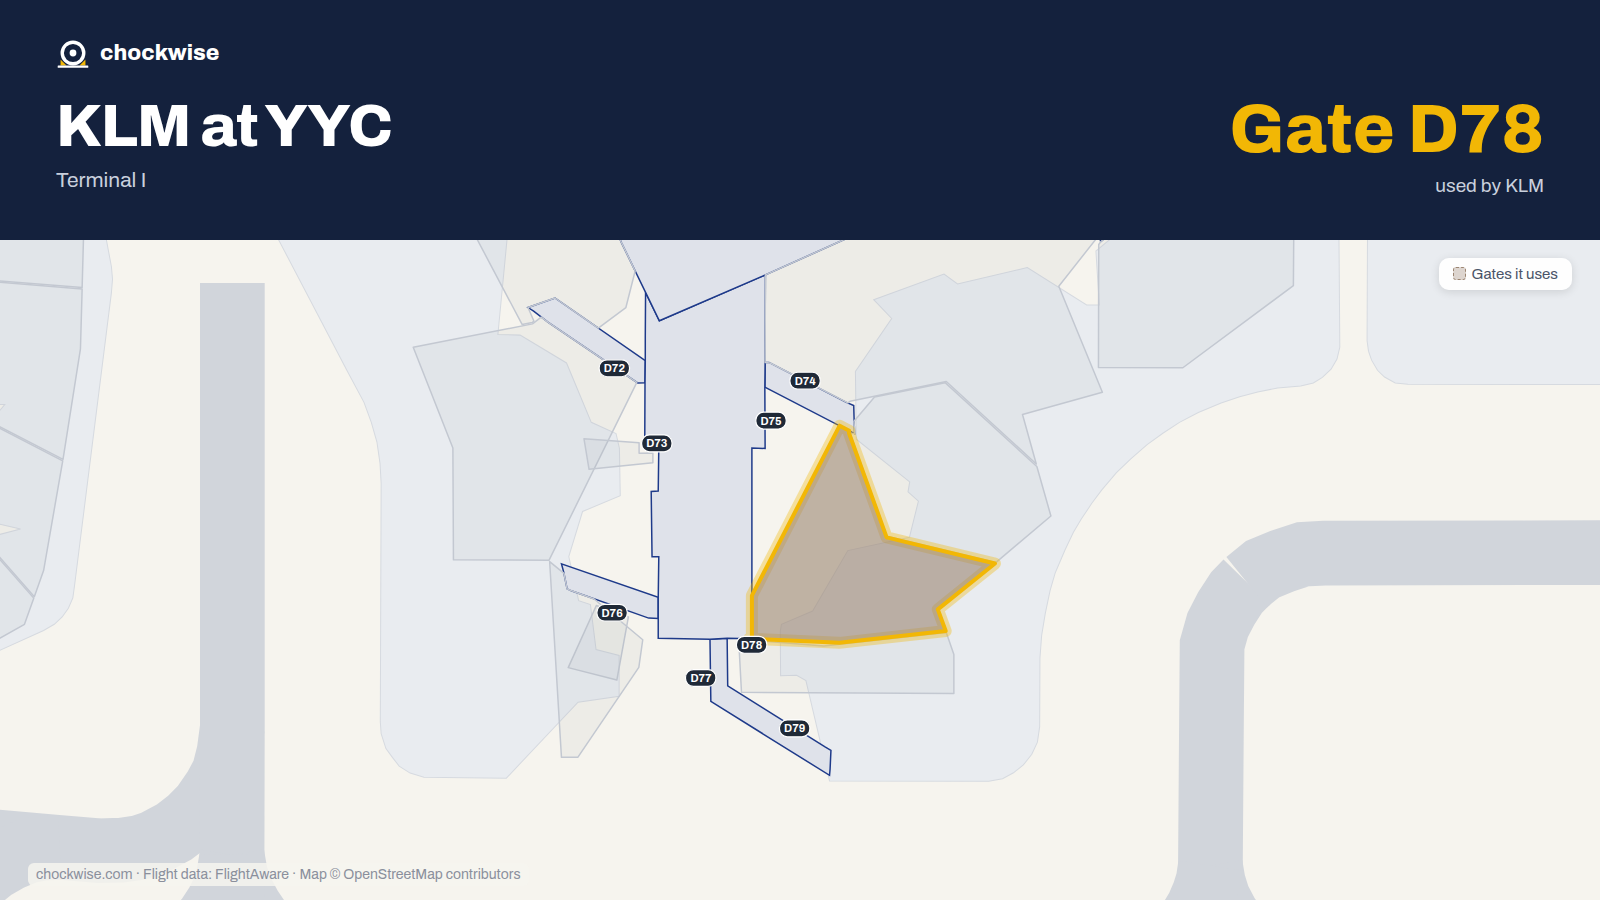 chockwise
KLM at YYC
Terminal I
Gate D78
used by KLM
Gates it uses
D72
D74
D75
D73
D76
D78
D77
D79
chockwise.com · Flight data: FlightAware · Map © OpenStreetMap contributors